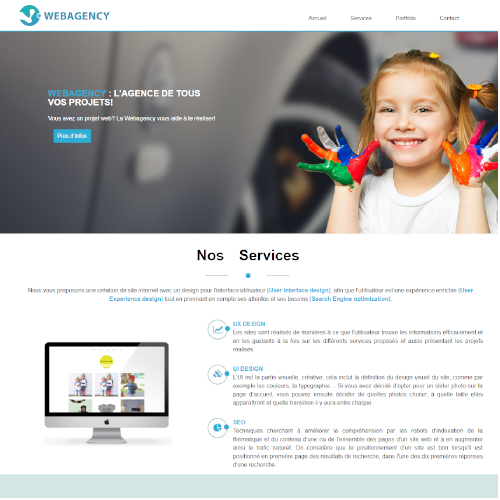 WEBAGENCY
Accueil Services Portfolio Contact
WEBAGENCY : L'AGENCE DE TOUS
VOS PROJETS!
Vous avez un projet web? La Webagency vous aide à le réaliser!
Plus d'infos
Nos Services
Nous vous proposons une création de site internet avec un design pour l'interface utilisateur (User Interface design), afin que l'utilisateur est une expérience enrichie (User
Experience design) tout en prennant en compte ses attentes et ses besoins (Search Engine optimization).
UX DESIGN
Les sites sont réalisés de manières à ce que l'utilisateur trouve les informations efficacement et
en les guidants à la fois sur les différents services proposés et aussi présentant les projets
réalisés.
UI DESIGN
L'UI est la partie visuelle, créative: cela inclut la définition du design visuel du site, comme par
exemple les couleurs, la typographie... Si vous avez décidé d'opter pour un slider photo sur la
page d'accueil, vous pouvez ensuite décider de quelles photos choisir, à quelle taille elles
apparaîtront et quelle transition il y aura entre chaque.
SEO
Techniques cherchant à améliorer la compréhension par les robots d'indexation de la
thématique et du contenu d'une ou de l'ensemble des pages d'un site web et à en augmenter
ainsi le trafic naturel. On considère que le positionnement d'un site est bon lorsqu'il est
positionné en première page des résultats de recherche, dans l'une des dix premières réponses
d'une recherche.